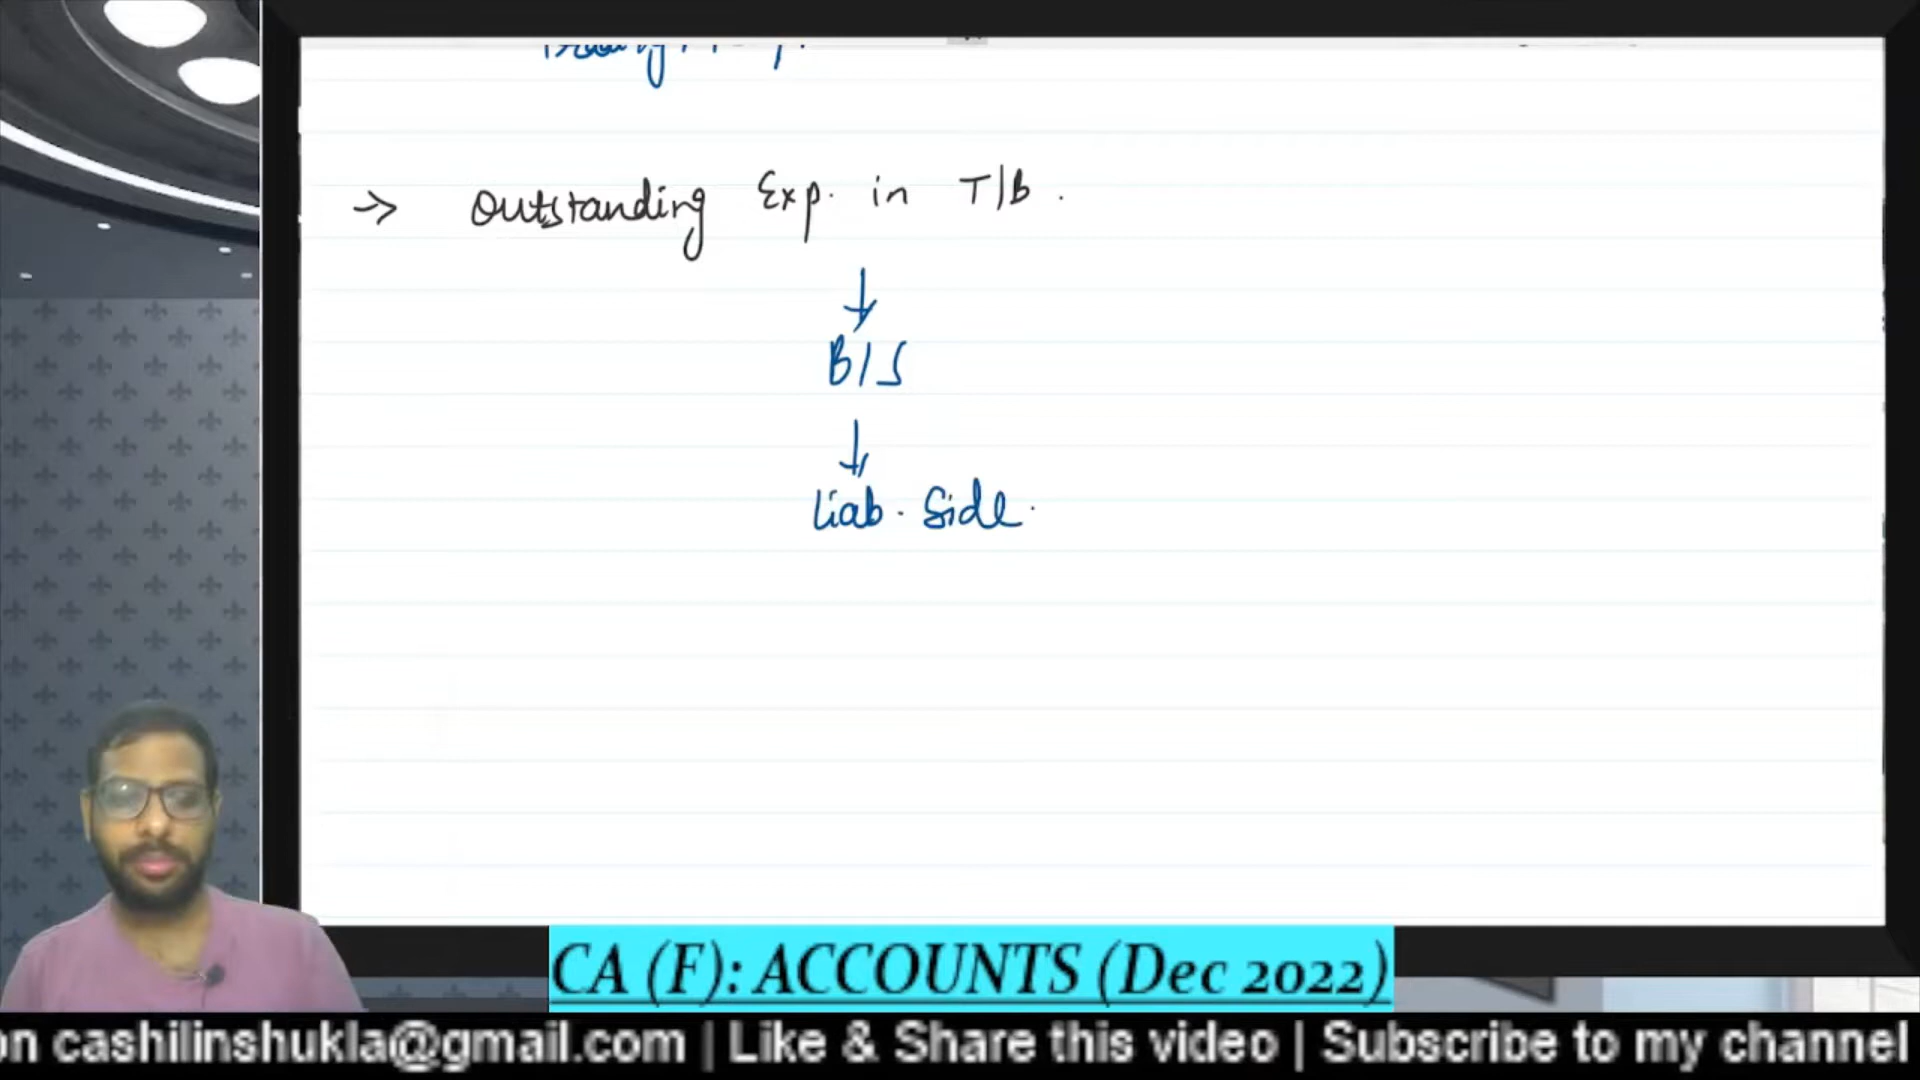 → Outstanding Exp. in T/B.
↓
B/S
↓
Liab. Side.
CA (F): ACCOUNTS (Dec 2022)
on cashilinshukla@gmail.com | Like & Share this video | Subscribe to my channel